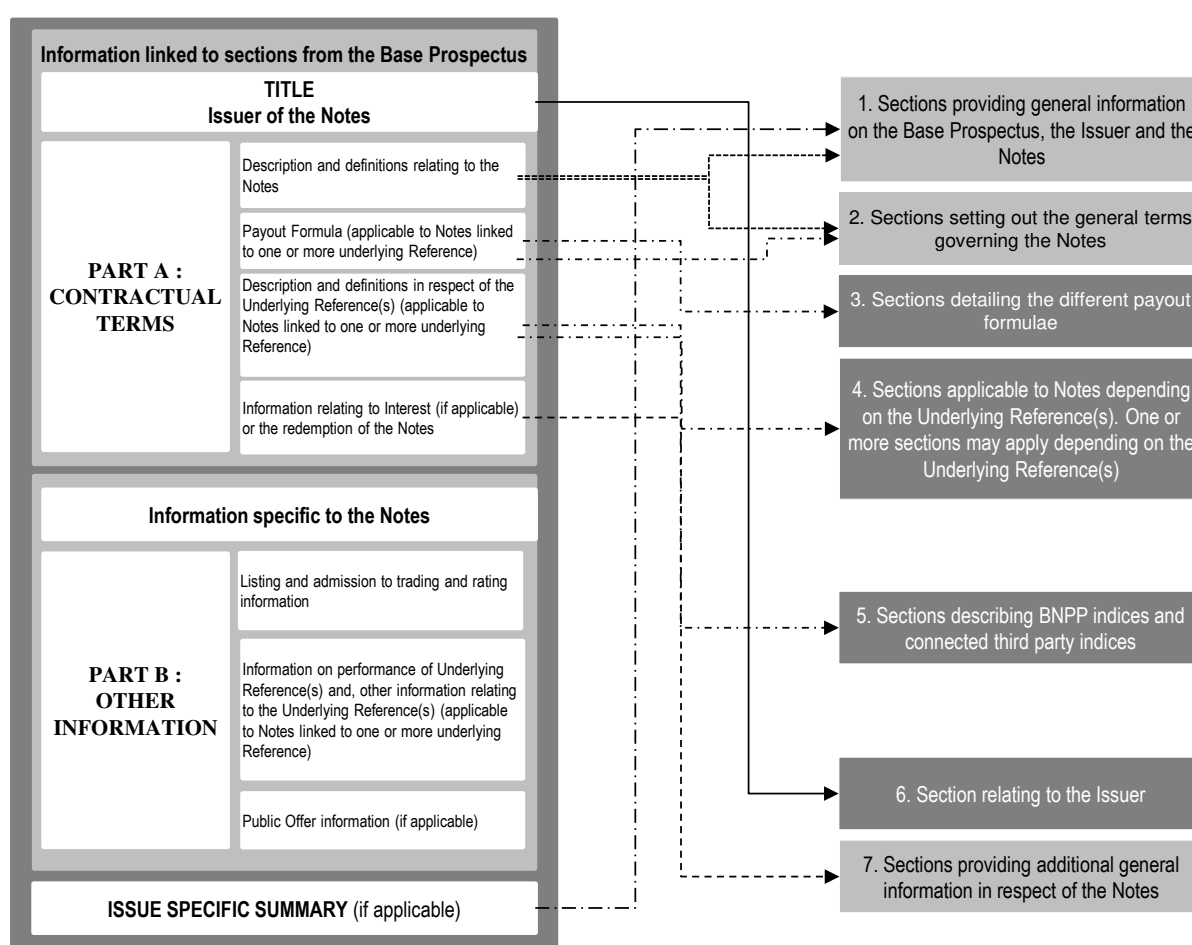 Information linked to sections from the Base Prospectus
TITLE
Issuer of the Notes
PART A :
CONTRACTUAL
TERMS
Description and definitions relating to the
Notes
Payout Formula (applicable to Notes linked
to one or more underlying Reference)
Description and definitions in respect of the
Underlying Reference(s) (applicable to
Notes linked to one or more underlying
Reference)
Information relating to Interest (if applicable)
or the redemption of the Notes
Information specific to the Notes
PART B :
OTHER
INFORMATION
Listing and admission to trading and rating
information
Information on performance of Underlying
Reference(s) and, other information relating
to the Underlying Reference(s) (applicable
to Notes linked to one or more underlying
Reference)
Public Offer information (if applicable)
ISSUE SPECIFIC SUMMARY (if applicable)
1. Sections providing general information
on the Base Prospectus, the Issuer and the
Notes
2. Sections setting out the general terms
governing the Notes
3. Sections detailing the different payout
formulae
4. Sections applicable to Notes depending
on the Underlying Reference(s). One or
more sections may apply depending on the
Underlying Reference(s)
5. Sections describing BNPP indices and
connected third party indices
6. Section relating to the Issuer
7. Sections providing additional general
information in respect of the Notes